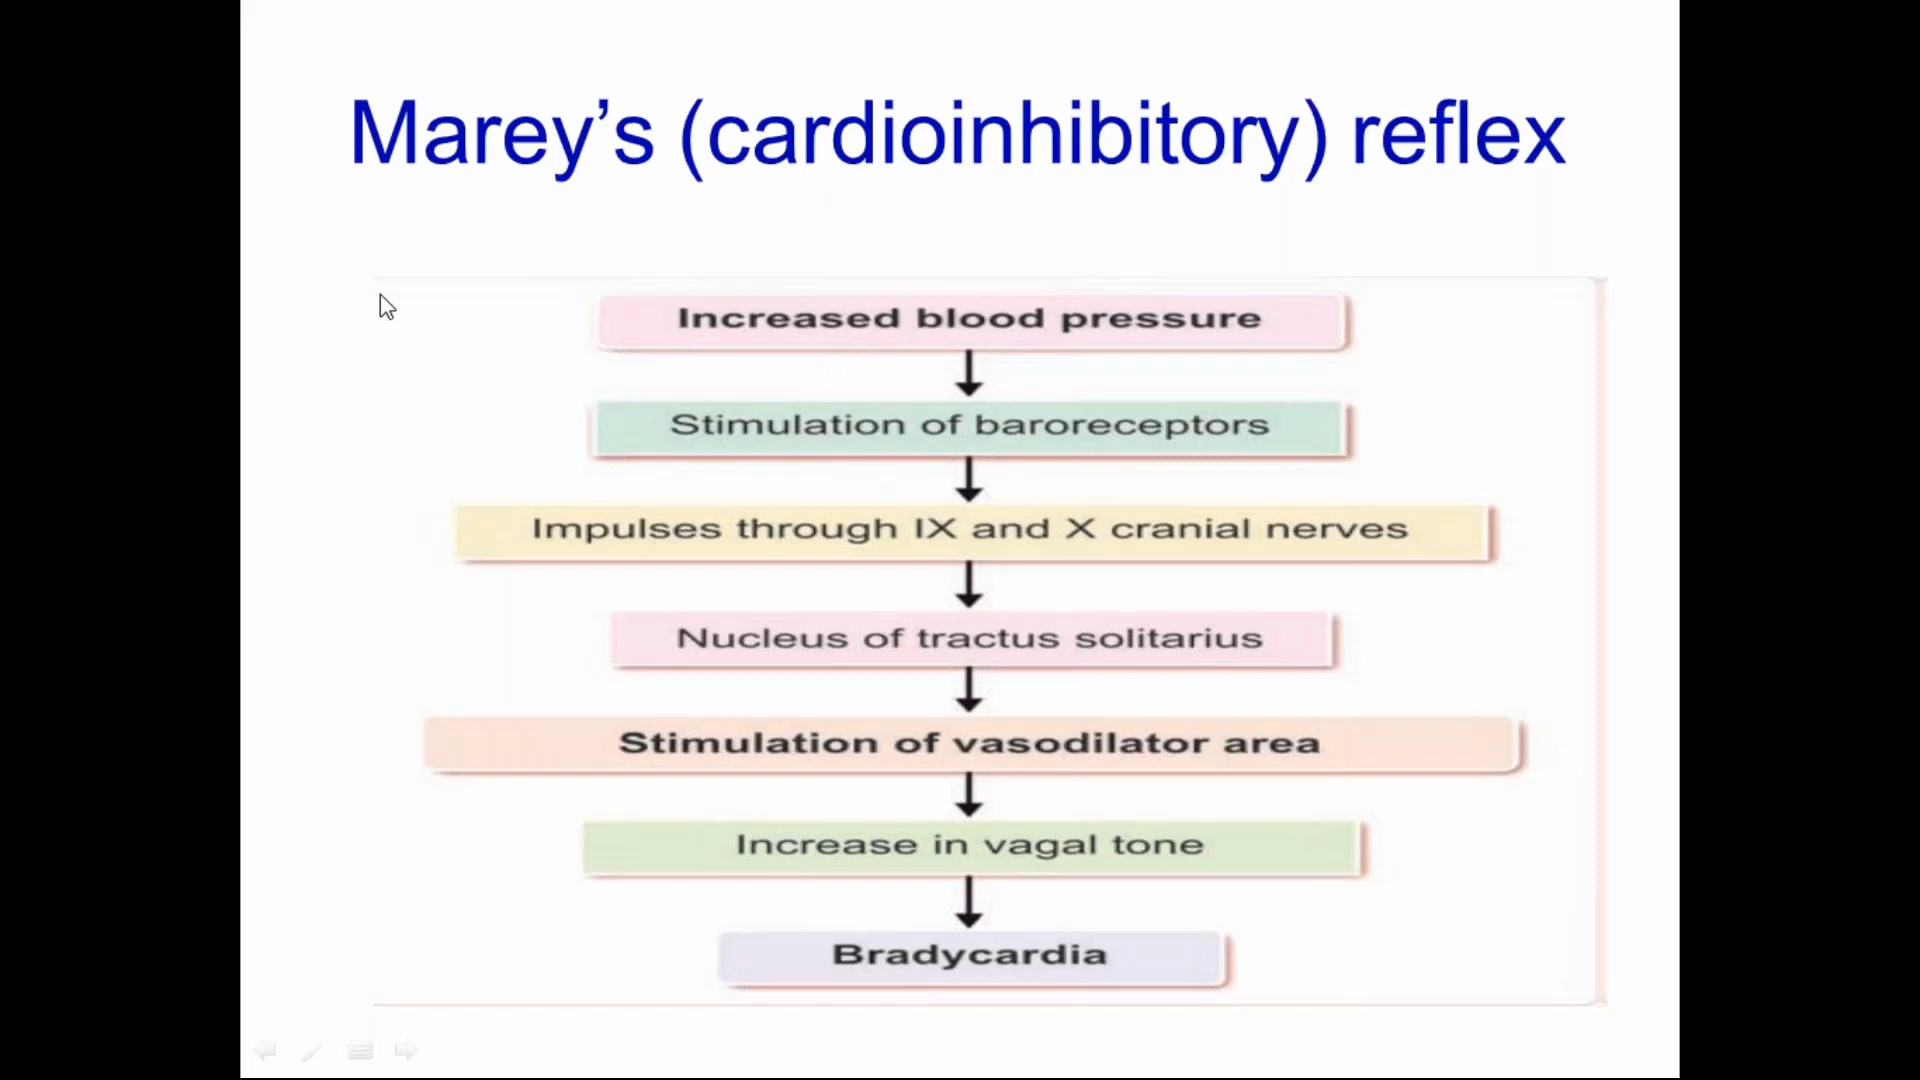 Marey’s (cardioinhibitory) reflex
Increased blood pressure
Stimulation of baroreceptors
Impulses through IX and X cranial nerves
Nucleus of tractus solitarius
Stimulation of vasodilator area
Increase in vagal tone
Bradycardia